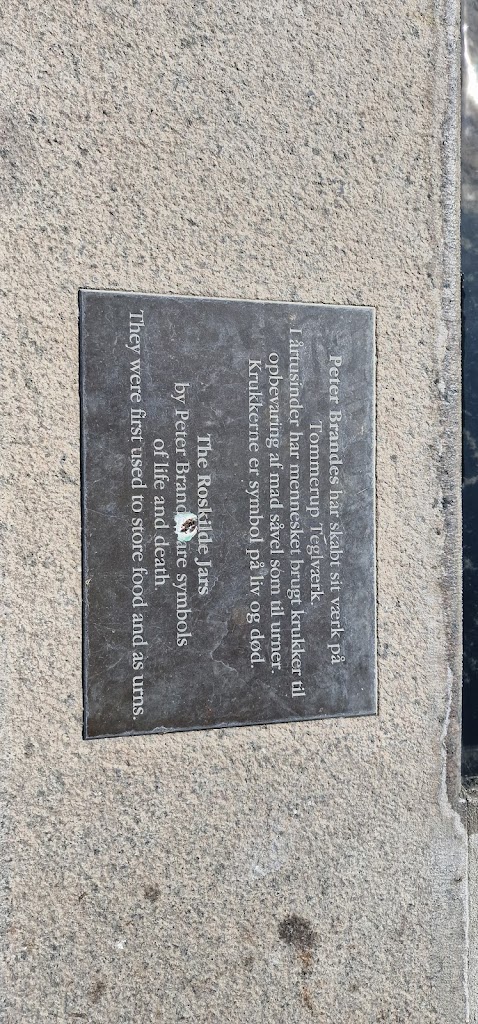 Peter Brandes har skabt sit værk på
Tommerup Teglværk.
I årtusinder har mennesket brugt krukker til
opbevaring af mad såvel som til urner.
Krukkerne er symbol på liv og død.
The Roskilde Jars
by Peter Brandes are symbols
of life and death.
They were first used to store food and as urns.